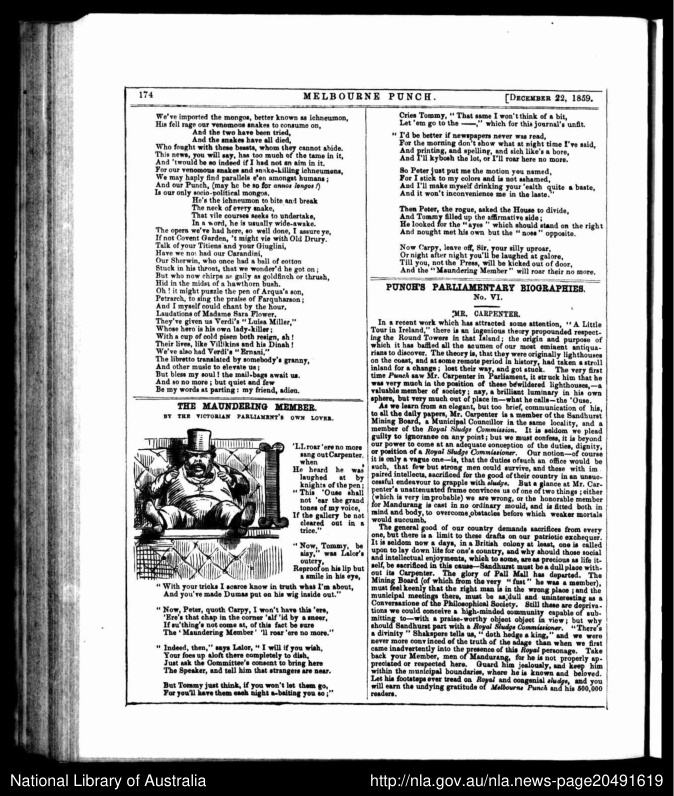 174
MELBOURNE PUNCH.
[DECEMBER 22, 1859.
We've imported the mongos, better known as ichneumon,
His fell rage our venomous snakes to consume on,
And the two have been tried,
And the snakes have all died,
Who fought with these beasts, whom they cannot abide.
This news, you will say, has too much of the tame in it,
And 'twould be so indeed if I had not an aim in it.
For our venomous snakes and snake-killing ichneumons,
We may haply find parallels e'en amongst humans;
And our Punch, (may he be so for annos longos!)
Is our only socio-political mongos.
He's the ichneumon to bite and break
The neck of every snake,
That vile courses seeks to undertake,
In a word, he is usually wide-awake.
The opera we've had here, so well done, I assure ye,
If not Covent Garden, 't might vie with Old Drury.
Talk of your Titiens and your Giuglini,
Have we not had our Carandini,
Our Sherwin, who once had a ball of cotton
Stuck in his throat, that we wonder'd he got on;
But who now chirps as gaily as goldfinch or thrush,
Hid in the midst of a hawthorn bush.
Oh! it might puzzle the pen of Arqua's son,
Petrarch, to sing the praise of Farquharson;
And I myself could chant by the hour,
Laudations of Madame Sara Flower.
They've given us Verdi's "Luisa Miller,"
Whose hero is his own lady-killer;
With a cup of cold pisen both resign, ah!
Their lives, like Villikins and his Dinah!
We've also had Verdi's "Ernani,"
The libretto translated by somebody's granny,
And other music to elevate us;
But bless my soul! the mail-bags await us.
And so no more; but quiet and few
Be my words at parting: my friend, adieu.
THE MAUNDERING MEMBER.
BY THE VICTORIAN PARLIAMENT'S OWN LOVER.
'LL roar 'ere no more
sang out Carpenter.
when
He heard he was
laughed at by
knights of the pen;
"This 'Ouse shall
not 'ear the grand
tones of my voice,
If the gallery be not
cleared out in a
trice."
"Now, Tommy, be
aisy," was Lalor's
outcry,
Reproof on his lip but
a smile in his eye,
"With your tricks I scarce know in truth what I'm about,
And you've made Dumas put on his wig inside out."
"Now, Peter, quoth Carpy, I won't have this 'ere,
'Ere's that chap in the corner 'alf 'id by a sneer,
If su'thing's not come at, of this fact be sure
The 'Maundering Member' 'll roar 'ere no more."
"Indeed, then," says Lalor, "I will if you wish,
Your foes up aloft there completely to dish,
Just ask the Committee's consent to bring here
The Speaker, and tell him that strangers are near.
But Tommy just think, if you won't let them go,
For you'll have them each night a-baiting you so;"
Cries Tommy, "That same I won't think of a bit,
Let 'em go to the ——," which for this journal's unfit.
"I'd be better if newspapers never was read,
For the morning don't show what at night time I've said,
And printing, and spelling, and sich like's a bore,
And I'll kybosh the lot, or I'll roar here no more.
So Peter just put me the motion you named,
For I stick to my colors and is not ashamed,
And I'll make myself drinking your 'ealth quite a baste,
And it won't inconvenience me in the laste."
Then Peter, the rogue, asked the House to divide,
And Tommy filled up the affirmative side;
He looked for the "ayes" which should stand on the right
And nought met his own but the "noes" opposite.
Now Carpy, leave off, Sir, your silly uproar,
Or night after night you'll be laughed at galore,
Till you, not the Press, will be kicked out of door,
And the "Maundering Member" will roar their no more.
PUNCH'S PARLIAMENTARY BIOGRAPHIES.
No. VI.
MR. CARPENTER.
In a recent work which has attracted some attention, "A Little
Tour in Ireland," there is an ingenious theory propounded respect-
ing the Round Towers in that Island; the origin and purpose of
which it has baffled all the acumen of our most eminent antiqua-
rians to discover. The theory is, that they were originally lighthouses
on the coast, and at some remote period in history, had taken a stroll
inland for a change; lost their way, and got stuck. The very first
time Punch saw Mr. Carpenter in Parliament, it struck him that he
was very much in the position of these bewildered lighthouses,—a
valuable member of society; nay, a brilliant luminary in his own
sphere, but very much out of place in—what he calls—the 'Ouse.
As we learn from an elegant, but too brief, communication of his,
to all the daily papers, Mr. Carpenter is a member of the Sandhurst
Mining Board, a Municipal Councillor in the same locality, and a
member of the Royal Sludge Commission. It is seldom we plead
guilty to ignorance on any point; but we must confess, it is beyond
our power to come at an adequate conception of the duties, dignity,
or position of a Royal Sludge Commissioner. Our notion—of course
it is only a vague one—is, that the duties of such an office would be
such, that few but strong men could survive, and these with im
paired intellects, sacrificed for the good of their country in an unsuc-
cessful endeavour to grapple with sludge. But a glance at Mr. Car-
penter's unattenuated frame convinces us of one of two things; either
(which is very improbable) we are wrong, or the honorable member
for Mandurang is cast in no ordinary mould, and is fitted both in
mind and body, to overcome obstacles before which weaker mortals
would succumb.
The general good of our country demands sacrifices from every
one, but there is a limit to these drafts on our patriotic exchequer.
It is seldom now a days, in a British colony at least, one is called
upon to lay down life for one's country, and why should those social
and intellectual enjoyments, which to some, are as precious as life it-
self, be sacrificed in this cause—Sandhurst must be a dull place with-
out its Carpenter. The glory of Pall Mall has departed. The
Mining Board (of which from the very "fust" he was a member),
must feel keenly that the right man is in the wrong place; and the
municipal meetings there, must be as dull and uninteresting as a
Conversazione of the Philosophical Society. Still these are depriva-
tions we could conceive a high-minded community capable of sub-
mitting to—with a praise-worthy object object in view; but why
should Sandhurst part with a Royal Sludge Commissioner. "There's
a divinity" Shakspere tells us, "doth hedge a king," and we were
never more convinced of the truth of the adage than when we first
came inadvertently into the presence of this Royal personage. Take
back your Member, men of Mandurang, for he is not properly ap-
preciated or respected here. Guard him jealously, and keep him
within the municipal boundaries, where he is known and beloved.
Let his footsteps ever tread on Royal and congenial sludge, and you
will earn the undying gratitude of Melbourne Punch and his 500,000
readers.
National Library of Australia
http://nla.gov.au/nla.news-page20491619